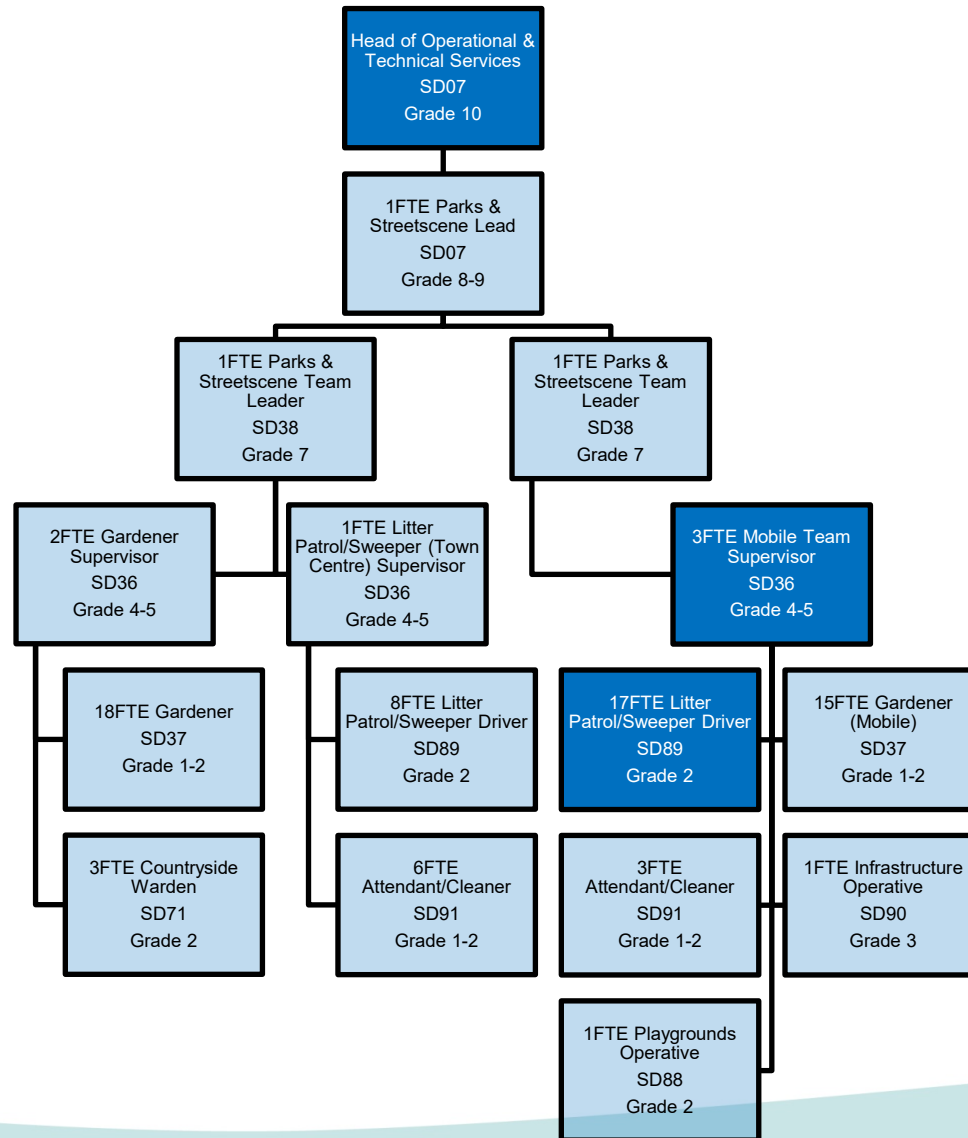 Head of Operational &
Technical Services
SD07
Grade 10
1FTE Parks &
Streetscene Lead
SD07
Grade 8-9
1FTE Parks &
Streetscene Team
Leader
SD38
Grade 7
1FTE Parks &
Streetscene Team
Leader
SD38
Grade 7
2FTE Gardener
Supervisor
SD36
Grade 4-5
1FTE Litter
Patrol/Sweeper (Town
Centre) Supervisor
SD36
Grade 4-5
3FTE Mobile Team
Supervisor
SD36
Grade 4-5
18FTE Gardener
SD37
Grade 1-2
8FTE Litter
Patrol/Sweeper Driver
SD89
Grade 2
17FTE Litter
Patrol/Sweeper Driver
SD89
Grade 2
15FTE Gardener
(Mobile)
SD37
Grade 1-2
3FTE Countryside
Warden
SD71
Grade 2
6FTE
Attendant/Cleaner
SD91
Grade 1-2
3FTE
Attendant/Cleaner
SD91
Grade 1-2
1FTE Infrastructure
Operative
SD90
Grade 3
1FTE Playgrounds
Operative
SD88
Grade 2